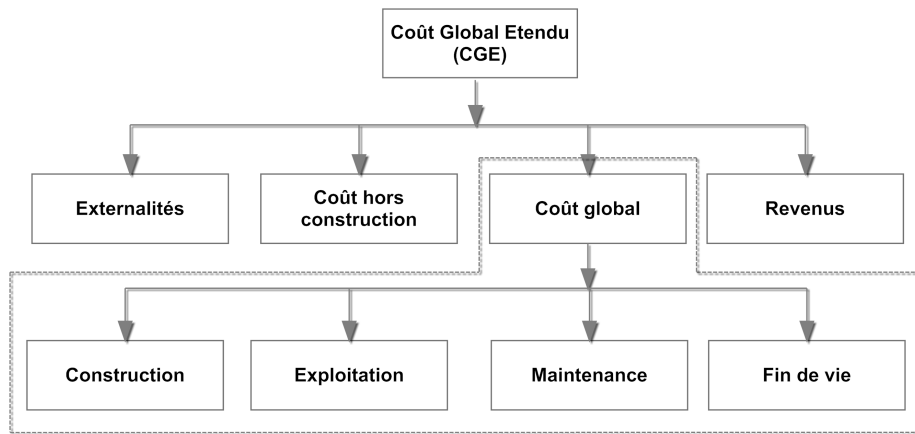 Coût Global Etendu
(CGE)
Externalités
Coût hors
construction
Coût global
Revenus
Construction
Exploitation
Maintenance
Fin de vie